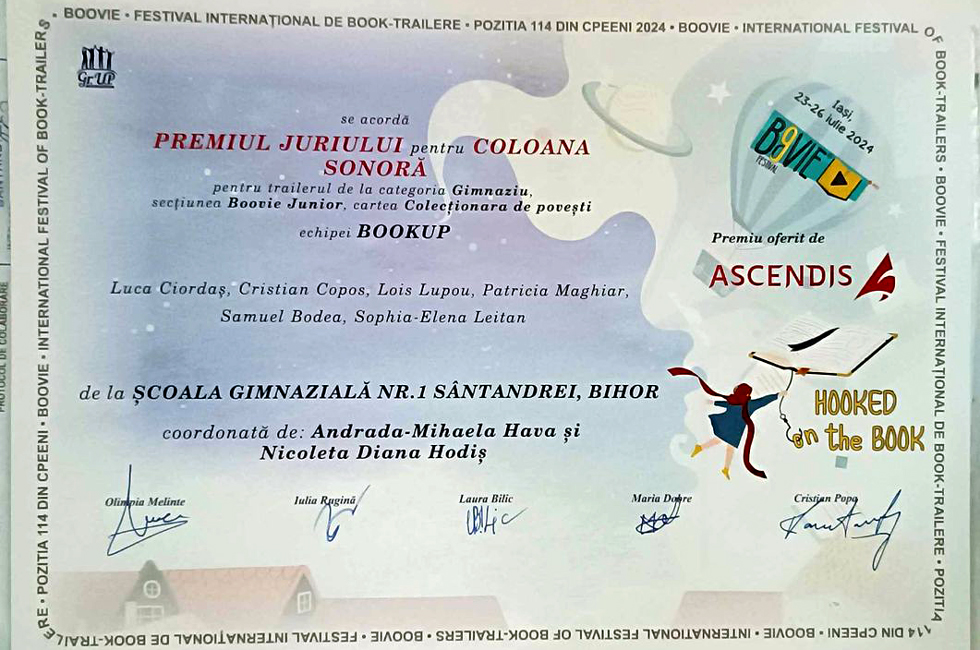 BOOVIE • FESTIVAL INTERNAȚIONAL DE BOOK-TRAILERE • POZITIA 114 DIN CPEENI 2024 • BOOVIE • INTERNATIONAL FESTIVAL OF BOOK-TRAILERS • BOOVIE • FESTIVAL INTERNAȚIONAL DE BOOK-TRAILERE • POZITIA 114 DIN CPEENI • BOOVIE • INTERNATIONAL FESTIVAL OF BOOK-TRAILERS • BOOVIE • FESTIVAL INTERNAȚIONAL DE BOOK-TRAILERE • POZITIA 114 DIN CPEENI • BOOVIE • INTERNATIONAL FESTIVAL OF BOOK-TRAILERS •
GrUP
Iași,
23-26 iulie 2024
BOOVIE
FESTIVAL
se acordă
PREMIUL JURIULUI pentru COLOANA
SONORĂ
pentru trailerul de la categoria Gimnaziu,
secțiunea Boovie Junior, cartea Colecționara de povești
echipei BOOKUP
Premiu oferit de
ASCENDIS
Luca Ciordaș, Cristian Copos, Lois Lupou, Patricia Maghiar,
Samuel Bodea, Sophia-Elena Leitan
de la ȘCOALA GIMNAZIALĂ NR.1 SÂNTANDREI, BIHOR
HOOKED
on the BOOK
coordonată de: Andrada-Mihaela Hava și
Nicoleta Diana Hodiș
Olimpia Melinte
Iulia Rugină
Laura Bilic
Maria Dobre
Cristian Popa
PROTOCOL DE COLABORARE